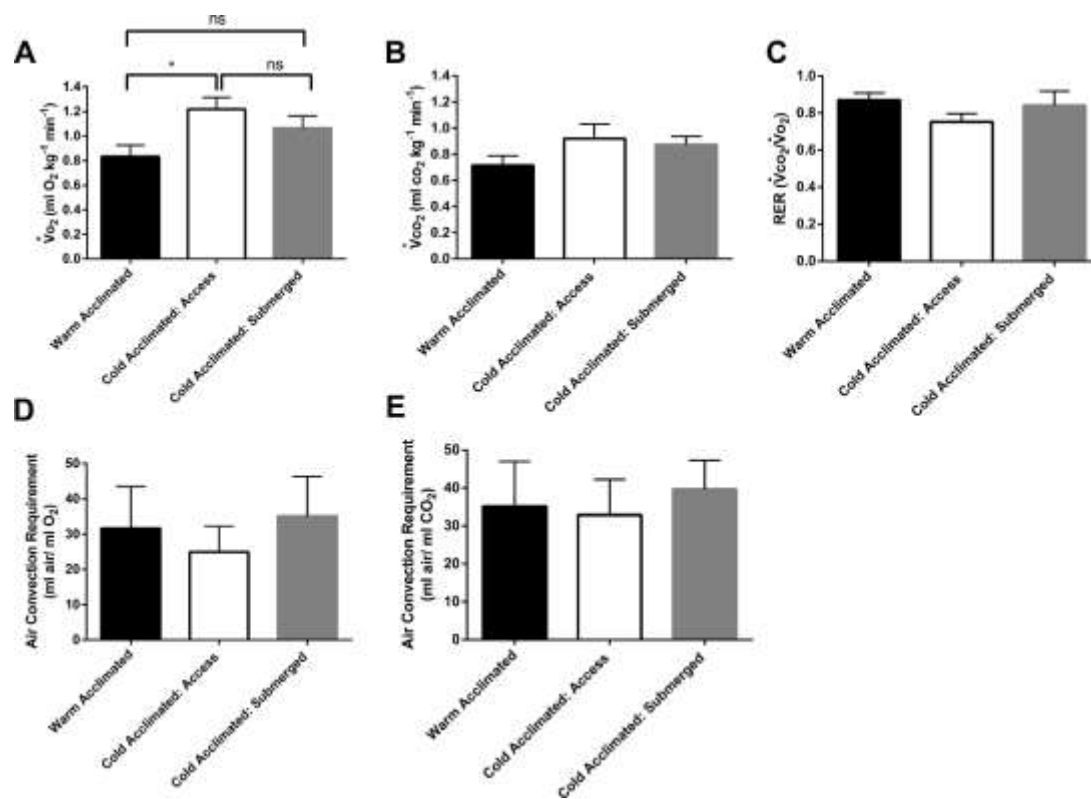 ns
A
*
ns
V̇o₂ (ml O₂ kg⁻¹ min⁻¹)
1.4
1.2
1.0
0.8
0.6
0.4
0.2
0.0
Warm Acclimated
Cold Acclimated: Access
Cold Acclimated: Submerged
B
V̇co₂ (ml co₂ kg⁻¹ min⁻¹)
1.4
1.2
1.0
0.8
0.6
0.4
0.2
0.0
Warm Acclimated
Cold Acclimated: Access
Cold Acclimated: Submerged
C
RER (V̇co₂/V̇o₂)
1.0
0.8
0.6
0.4
0.2
0.0
Warm Acclimated
Cold Acclimated: Access
Cold Acclimated: Submerged
D
Air Convection Requirement
(ml air/ ml O₂)
50
40
30
20
10
0
Warm Acclimated
Cold Acclimated: Access
Cold Acclimated: Submerged
E
Air Convection Requirement
(ml air/ ml CO₂)
50
40
30
20
10
0
Warm Acclimated
Cold Acclimated: Access
Cold Acclimated: Submerged